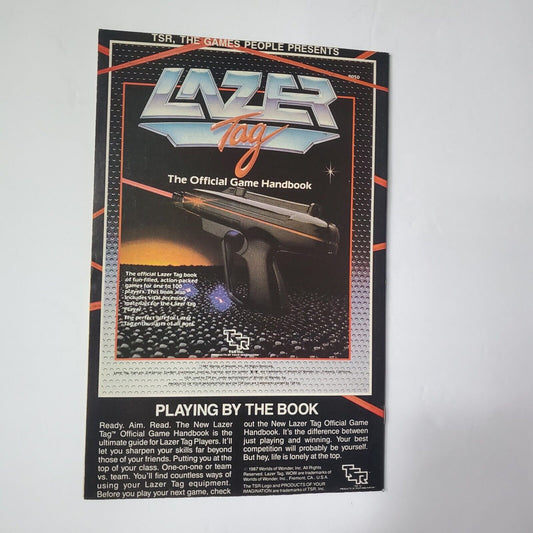 TSR, THE GAMES PEOPLE PRESENTS
8050
LAZER
Tag
The Official Game Handbook
The official Lazer Tag book
of fun-filled, action-packed
games for one to 100
players. This book also
includes vital accessory
materials for the Lazer Tag
Player.
The perfect gift for Lazer
Tag enthusiasts of all ages.
TSR
PRODUCTS OF YOUR IMAGINATION
PLAYING BY THE BOOK
Ready. Aim. Read. The New Lazer
Tag™ Official Game Handbook is the
ultimate guide for Lazer Tag Players. It'll
let you sharpen your skills far beyond
those of your friends. Putting you at the
top of your class. One-on-one or team
vs. team. You'll find countless ways of
using your Lazer Tag equipment.
Before you play your next game, check
out the New Lazer Tag Official Game
Handbook. It's the difference between
just playing and winning. Your best
competition will probably be yourself.
But hey, life is lonely at the top.
© 1987 Worlds of Wonder, Inc. All Rights
Reserved. Lazer Tag, WOW are trademarks of
Worlds of Wonder, Inc., Fremont, CA., U.S.A.
The TSR Logo and PRODUCTS OF YOUR
IMAGINATION are trademarks of TSR, Inc.
TSR